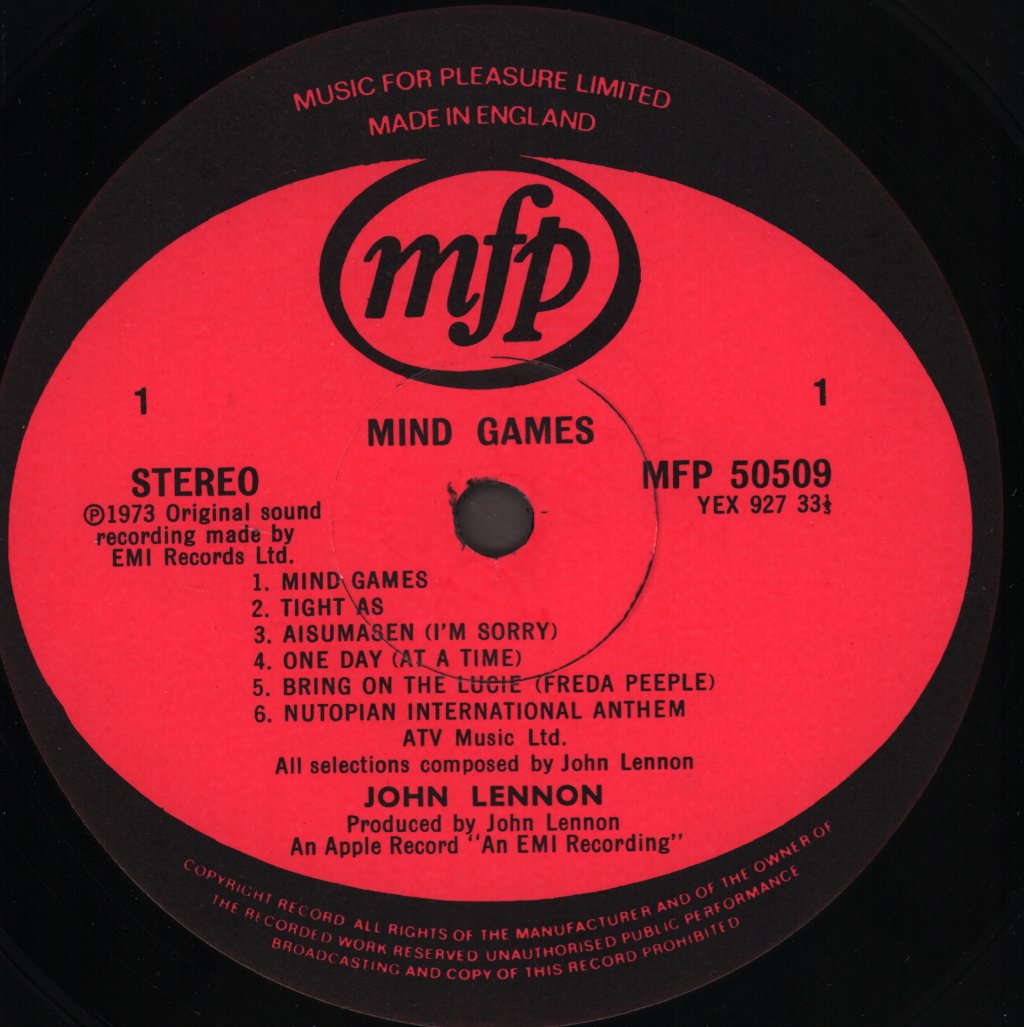 MUSIC FOR PLEASURE LIMITED
MADE IN ENGLAND
mfp
1
1
MIND GAMES
STEREO
MFP 50509
YEX 927 33⅓
℗1973 Original sound
recording made by
EMI Records Ltd.
1. MIND GAMES
2. TIGHT AS
3. AISUMASEN (I'M SORRY)
4. ONE DAY (AT A TIME)
5. BRING ON THE LUCIE (FREDA PEEPLE)
6. NUTOPIAN INTERNATIONAL ANTHEM
ATV Music Ltd.
All selections composed by John Lennon
JOHN LENNON
Produced by John Lennon
An Apple Record "An EMI Recording"
COPYRIGHT RECORD ALL RIGHTS OF THE MANUFACTURER AND OF THE OWNER OF
THE RECORDED WORK RESERVED UNAUTHORISED PUBLIC PERFORMANCE
BROADCASTING AND COPY OF THIS RECORD PROHIBITED